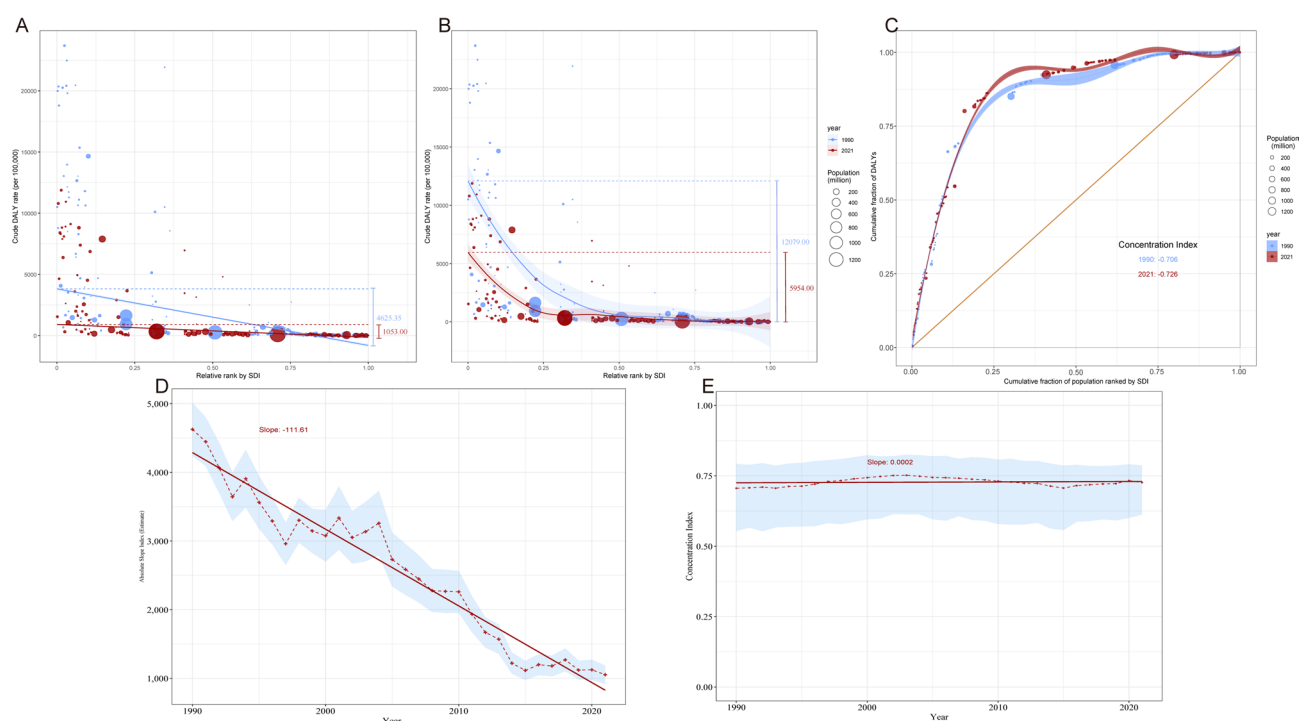 A
Crude DALY rate (per 100,000)
20000
15000
10000
5000
0
4625.35
1053.00
0
0.25
0.50
0.75
1.00
Relative rank by SDI
B
Crude DALY rate (per 100,000)
20000
15000
10000
5000
0
12079.00
5954.00
0
0.25
0.50
0.75
1.00
Relative rank by SDI
year
1990
2021
Population
(million)
200
400
600
800
1000
1200
C
Cumulative fraction of DALYs
1.00
0.75
0.50
0.25
0.00
Concentration Index
1990: -0.706
2021: -0.726
0.00
0.25
0.50
0.75
1.00
Cumulative fraction of population ranked by SDI
Population
(million)
200
400
600
800
1000
1200
year
1990
2021
D
Absolute Slope Index (Estimate)
5,000
4,000
3,000
2,000
1,000
Slope: -111.61
1990
2000
2010
2020
Year
E
Concentration Index
1.00
0.75
0.50
0.25
0.00
Slope: 0.0002
1990
2000
2010
2020
Year